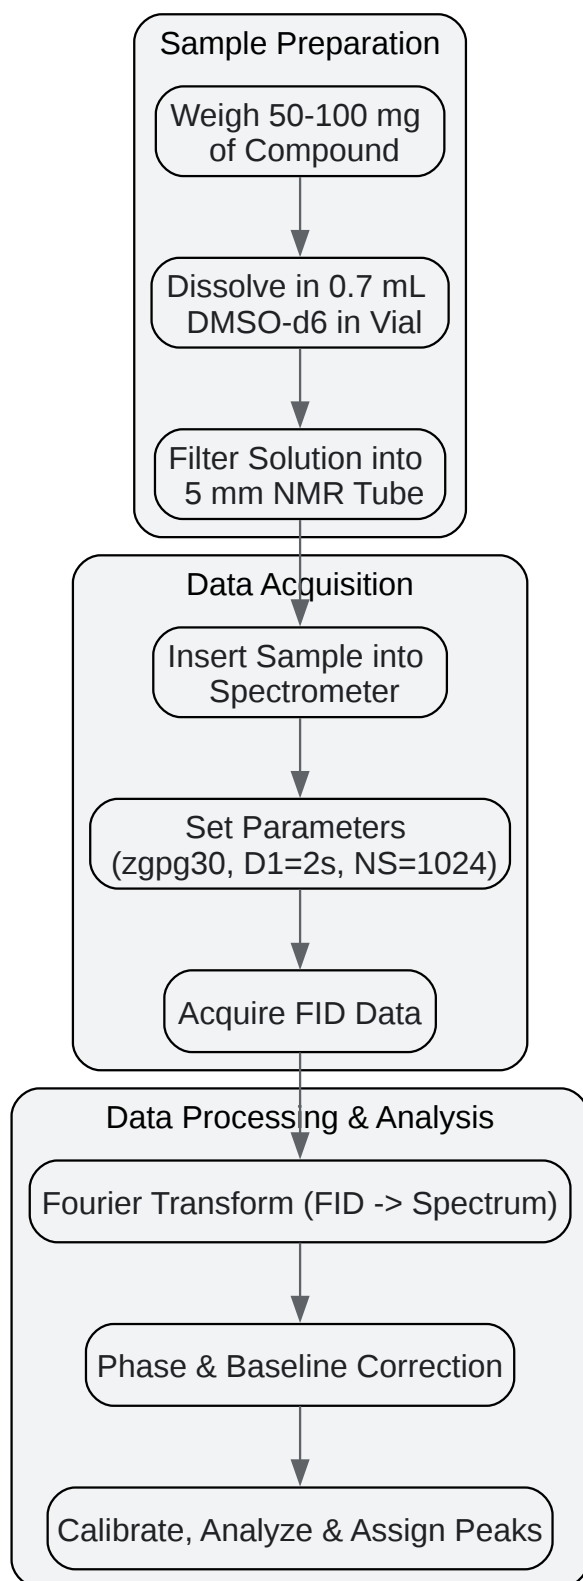 Sample Preparation
Weigh 50-100 mg
of Compound
Dissolve in 0.7 mL
DMSO-d6 in Vial
Filter Solution into
5 mm NMR Tube
Data Acquisition
Insert Sample into
Spectrometer
Set Parameters
(zgpg30, D1=2s, NS=1024)
Acquire FID Data
Data Processing & Analysis
Fourier Transform (FID -> Spectrum)
Phase & Baseline Correction
Calibrate, Analyze & Assign Peaks